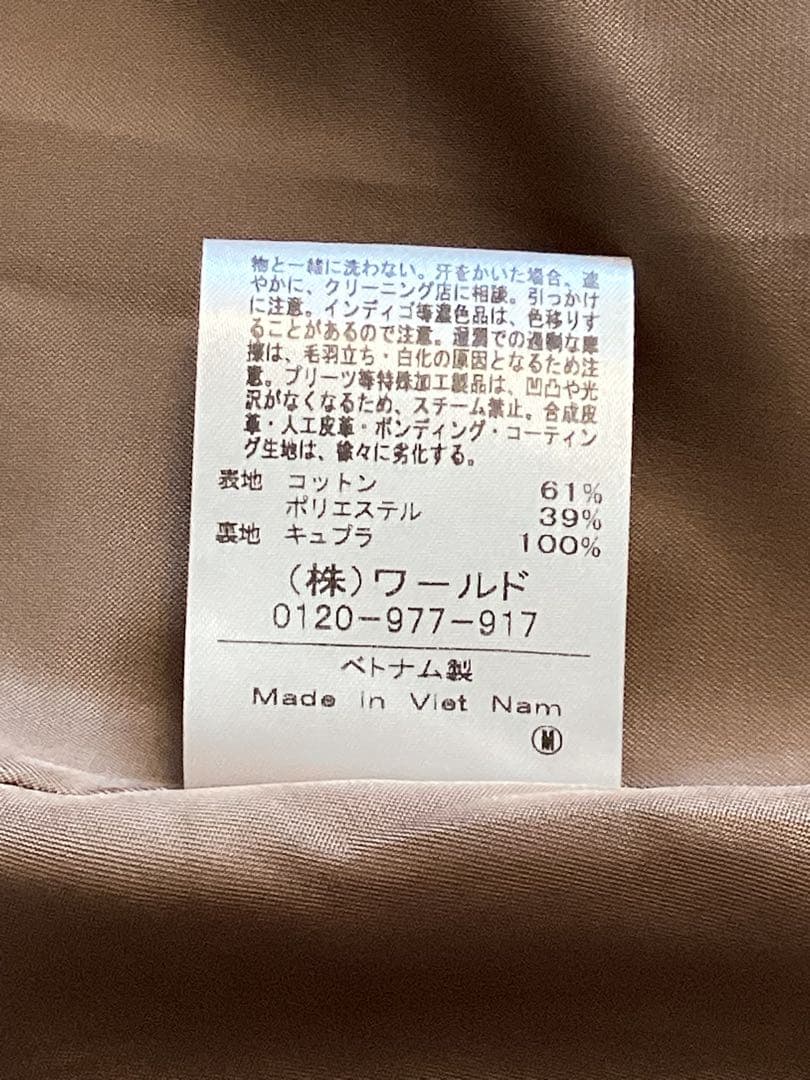 物と一緒に洗わない。汗をかいた場合、速
やかに、クリーニング店に相談。引っかけ
に注意。インディゴ等濃色品は、色移りす
ることがあるので注意。湿潤での過剰な摩
擦は、毛羽立ち・白化の原因となるため注
意。プリーツ等特殊加工製品は、凹凸や光
沢がなくなるため、スチーム禁止。合成皮
革・人工皮革・ボンディング・コーティン
グ生地は、徐々に劣化する。
表地 コットン 61%
ポリエステル 39%
裏地 キュプラ 100%
(株)ワールド
0120-977-917
ベトナム製
Made in Viet Nam
Ⓜ